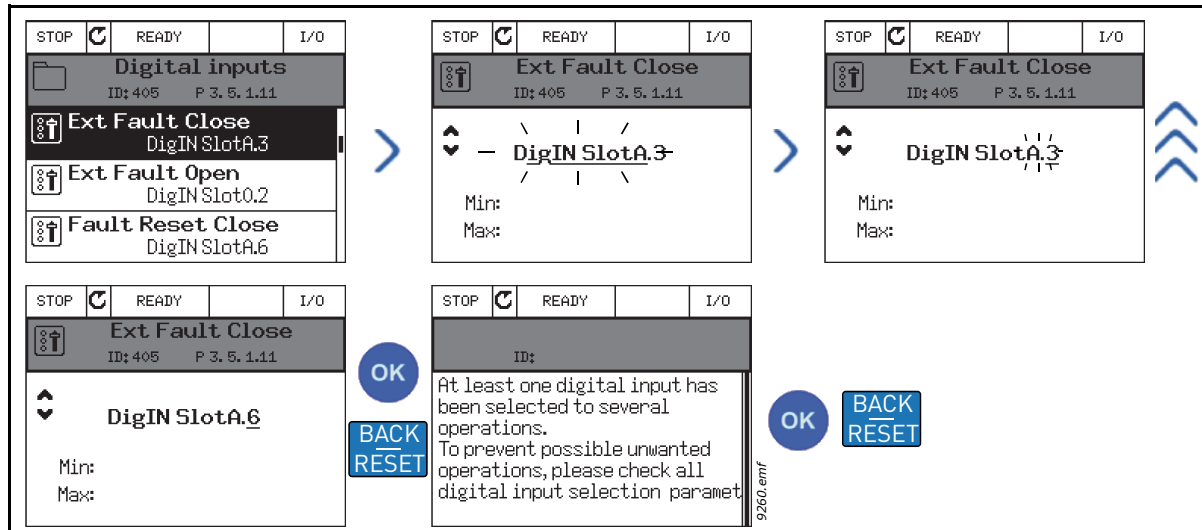 STOP READY I/O
Digital inputs
ID: 405 P 3.5.1.11
Ext Fault Close
DigIN SlotA.3
Ext Fault Open
DigIN Slot0.2
Fault Reset Close
DigIN SlotA.6
STOP READY I/O
Ext Fault Close
ID: 405 P 3.5.1.11
DigIN SlotA.3
Min:
Max:
STOP READY I/O
Ext Fault Close
ID: 405 P 3.5.1.11
DigIN SlotA.3
Min:
Max:
STOP READY I/O
Ext Fault Close
ID: 405 P 3.5.1.11
DigIN SlotA.6
Min:
Max:
OK
BACK
RESET
STOP READY I/O
ID:
At least one digital input has
been selected to several
operations.
To prevent possible unwanted
operations, please check all
digital input selection paramet
OK
BACK
RESET
9260.emf